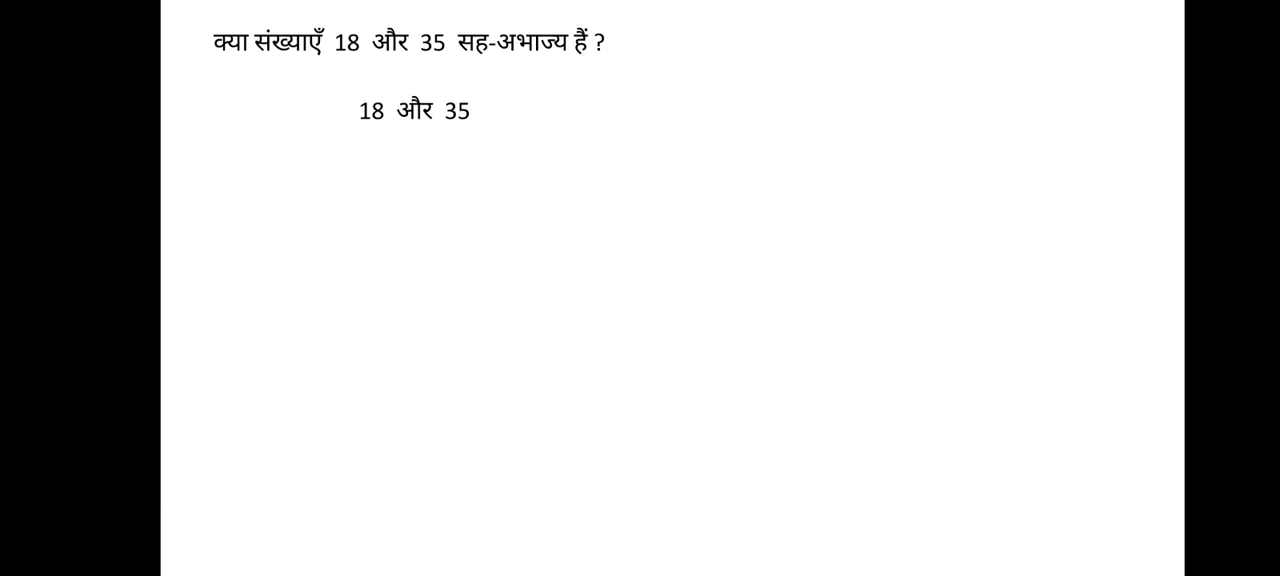 क्या संख्याएँ 18 और 35 सह-अभाज्य हैं ?
18 और 35